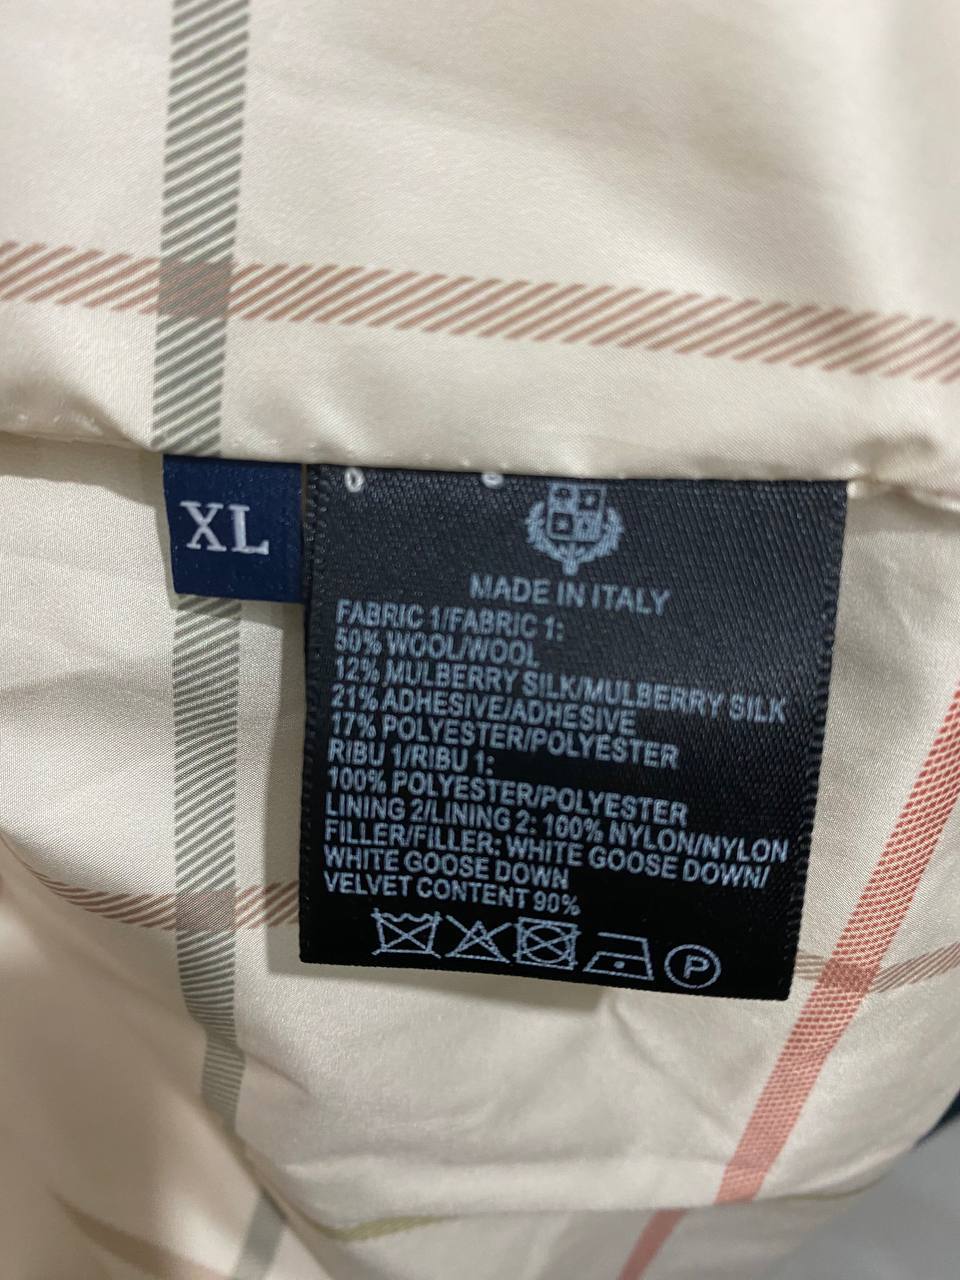 XL
MADE IN ITALY
FABRIC 1/FABRIC 1:
50% WOOL/WOOL
12% MULBERRY SILK/MULBERRY SILK
21% ADHESIVE/ADHESIVE
17% POLYESTER/POLYESTER
RIBU 1/RIBU 1:
100% POLYESTER/POLYESTER
LINING 2/LINING 2: 100% NYLON/NYLON
FILLER/FILLER: WHITE GOOSE DOWN/
WHITE GOOSE DOWN
VELVET CONTENT 90%
P